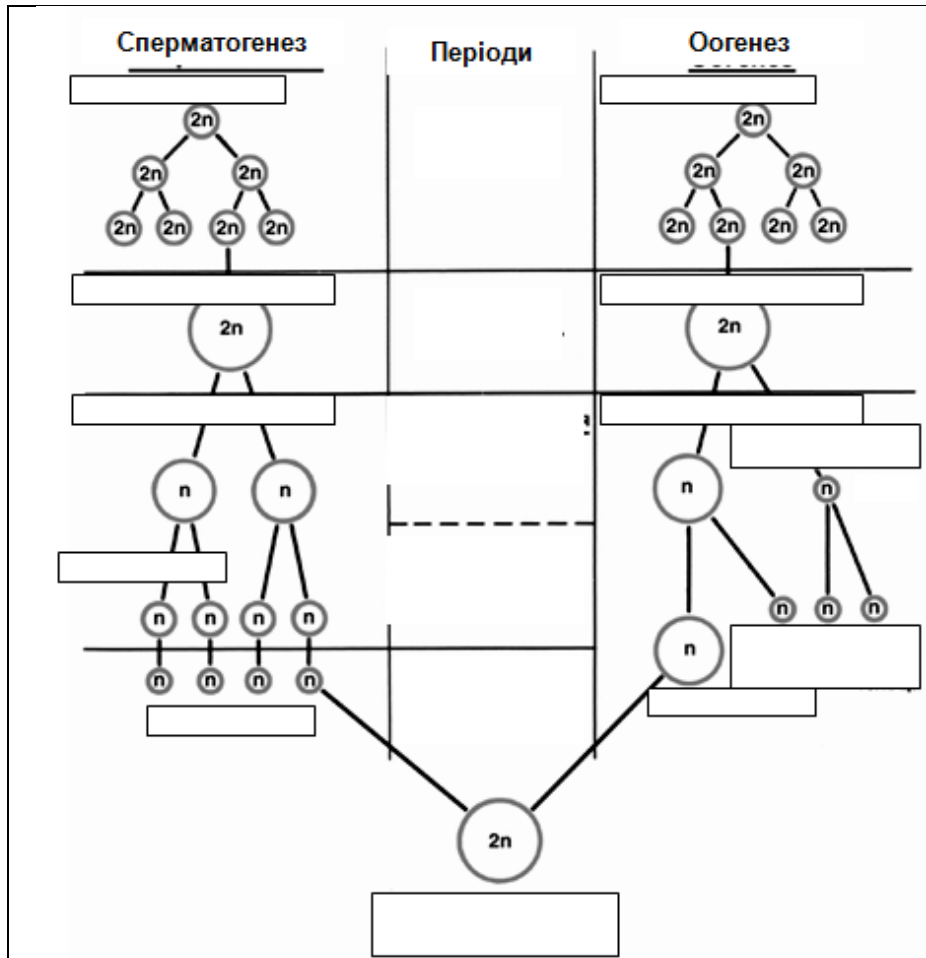 Сперматогенез Періоди Оогенез
2n 2n
2n 2n 2n 2n
2n 2n 2n 2n 2n 2n 2n 2n
2n 2n
n n n n
n n n n n n n
n
n n n n
2n